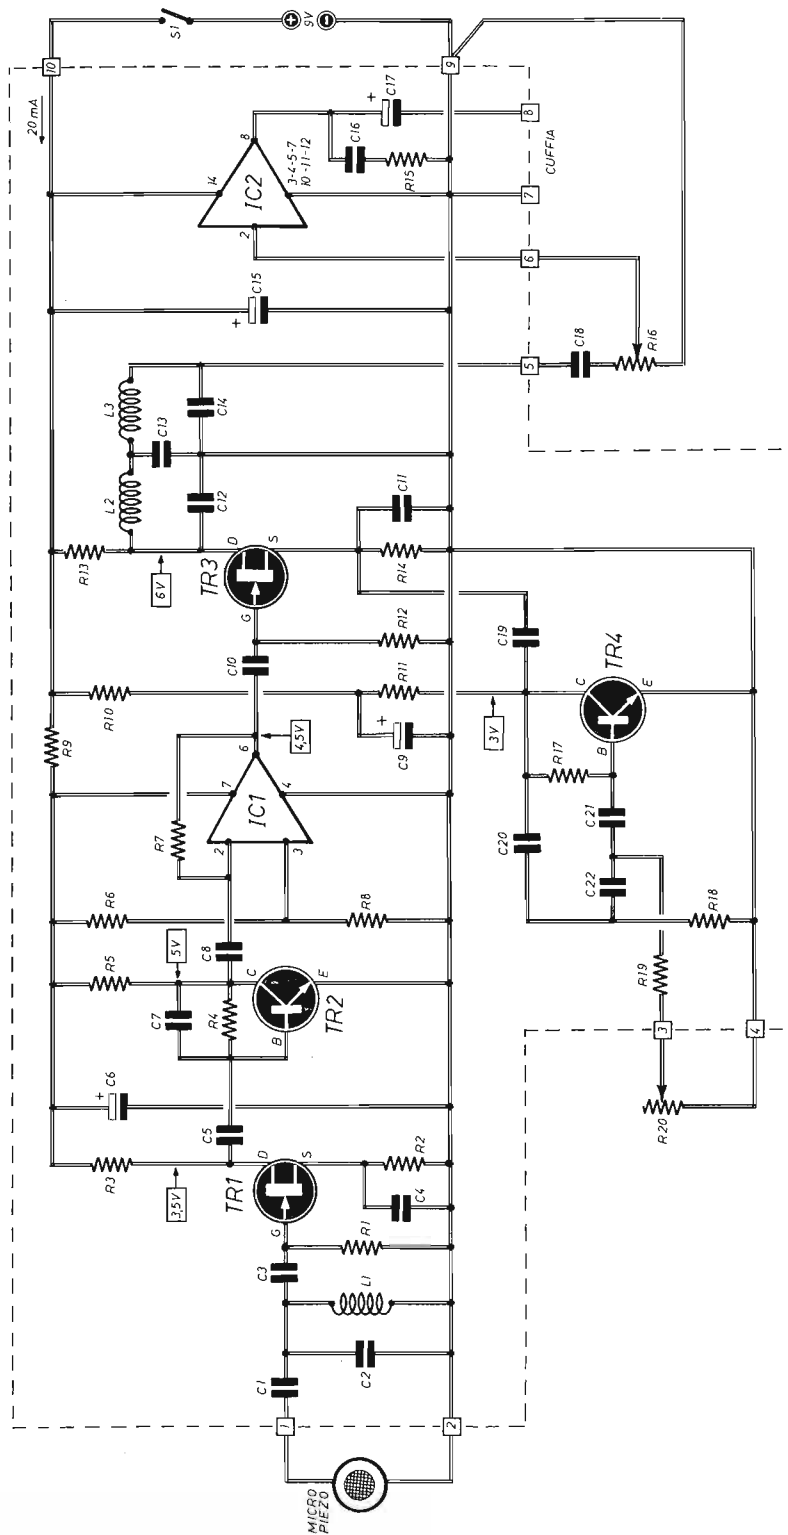 MICRO
PIEZO
1
2
C1
C2
L1
C3
R1
G
D
S
TR1
C4
R2
3,5V
R3
C5
C6
+
B
C
E
TR2
R4
C7
5V
R5
C8
R6
R8
R7
2
3
7
4
6
IC1
4,5V
R9
R10
C9
+
R11
C10
R12
G
D
S
TR3
6V
R13
R14
C11
L2
L3
C12
C13
C14
C15
+
2
14
8
IC2
3-4-5-7
10-11-12
C16
R15
C17
+
20 mA
10
S1
9V
+
-
9
8
CUFFIA
7
6
5
C18
R16
3V
C19
C20
R17
B
C
E
TR4
C21
C22
R18
R19
3
4
R20